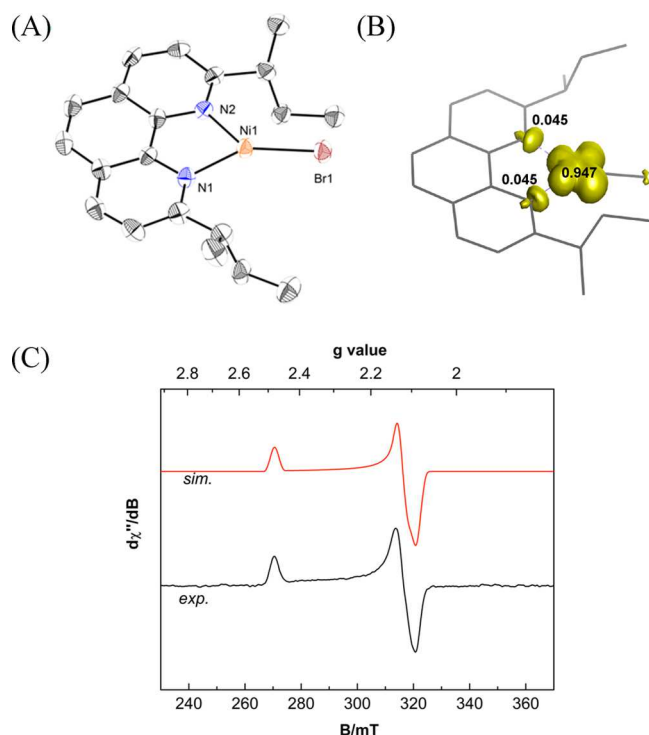 (A)
N2
Ni1
N1
Br1
(B)
0.045
0.045
0.947
(C)
g value
2.8 2.6 2.4 2.2 2
sim.
exp.
dχ''/dB
240 260 280 300 320 340 360
B/mT